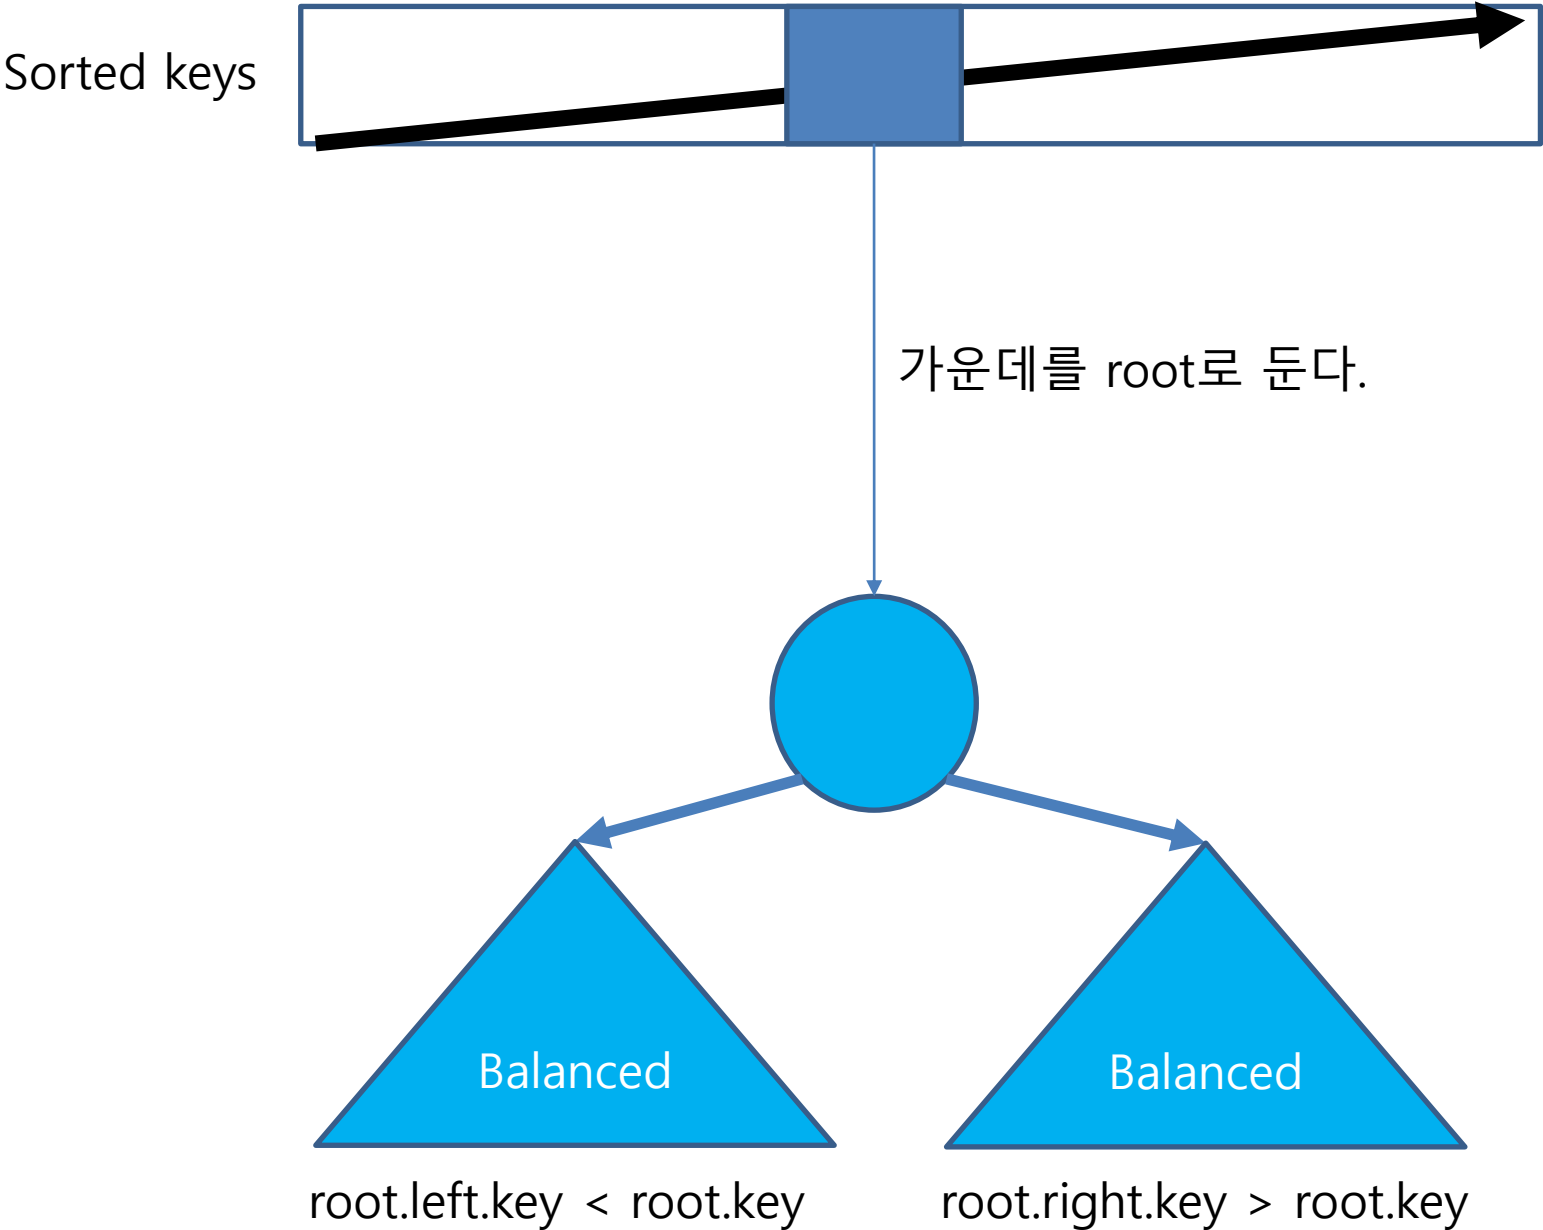 Sorted keys
가운데를 root로 둔다.
Balanced
Balanced
root.left.key < root.key
root.right.key > root.key